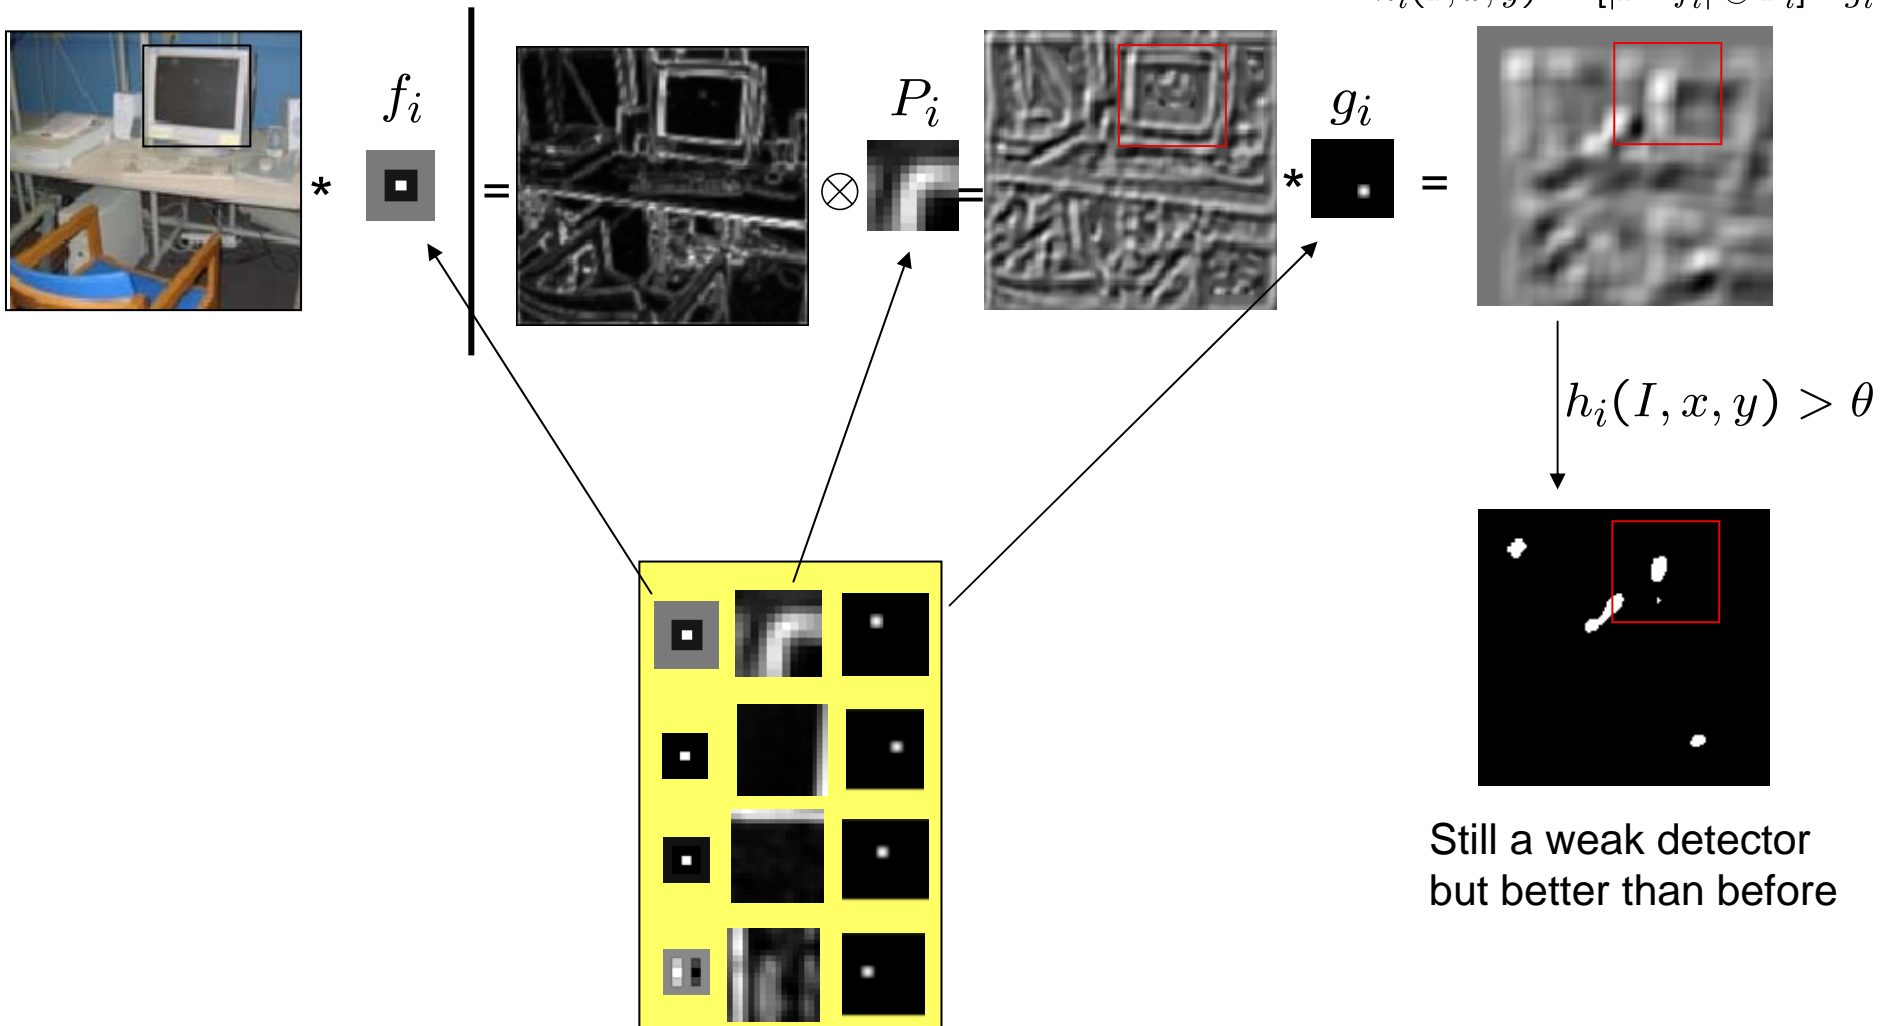 f_i
P_i
g_i
* = ⊗ = * =
h_i(I, x, y) > θ
Still a weak detector
but better than before